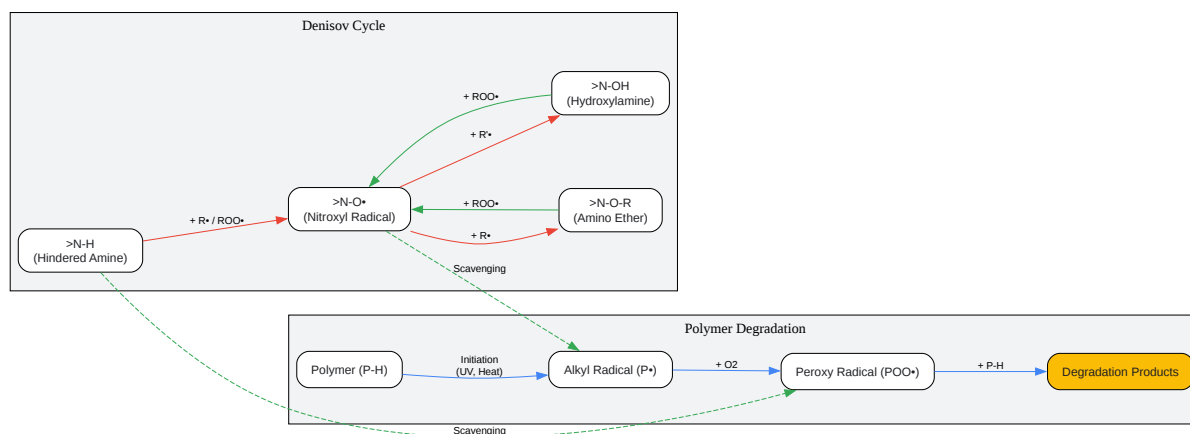 Denisov Cycle
>N-OH
(Hydroxylamine)
+ ROO•
+ R'•
>N-O•
(Nitroxyl Radical)
+ ROO•
>N-O-R
(Amino Ether)
+ R• / ROO•
+ R•
>N-H
(Hindered Amine)
Scavenging
Polymer Degradation
Polymer (P-H)
Initiation
(UV, Heat)
Alkyl Radical (P•)
+ O2
Peroxy Radical (POO•)
+ P-H
Degradation Products
Scavenging